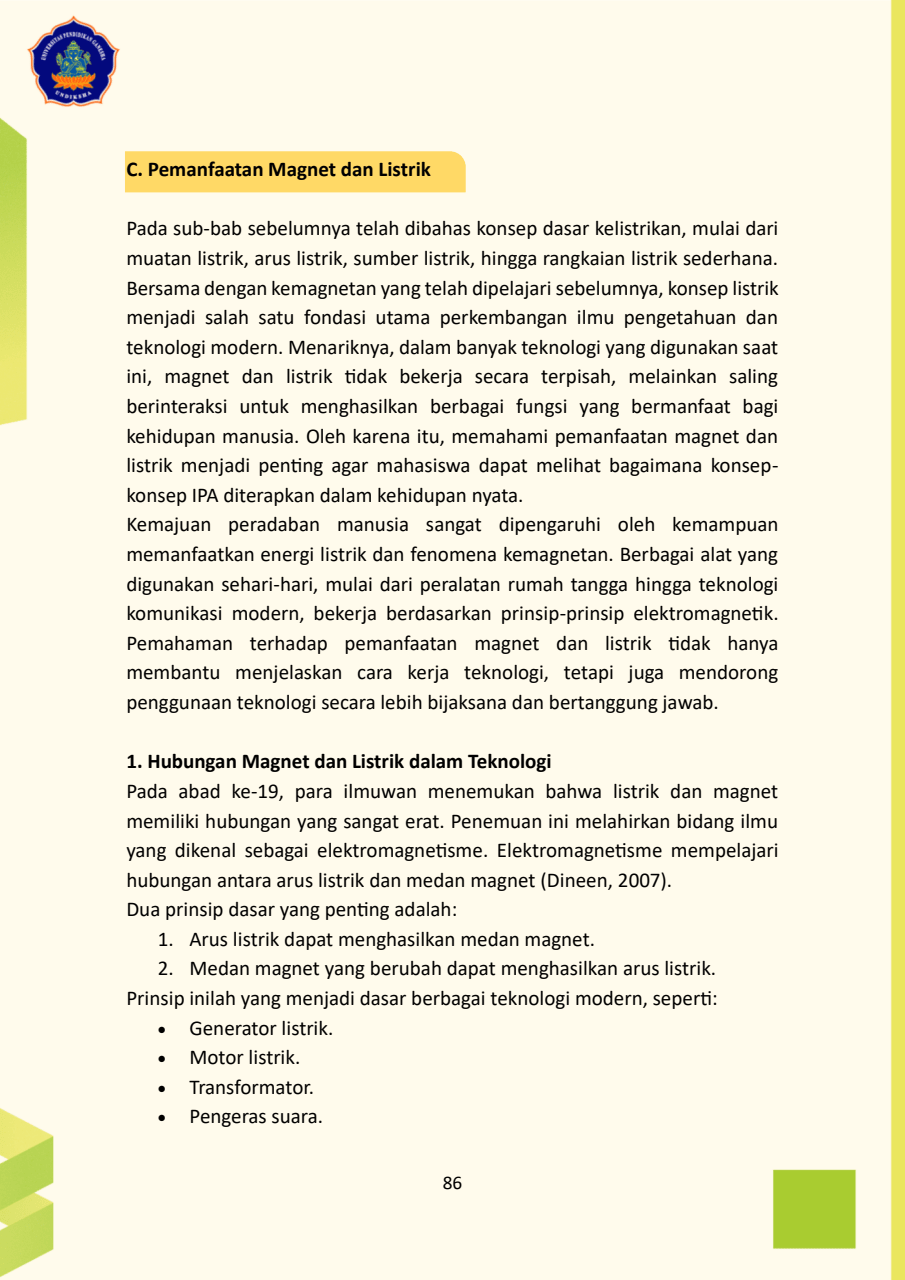 UNIVERSITAS PENDIDIKAN GANESHA
UNDIKSHA
C. Pemanfaatan Magnet dan Listrik
Pada sub-bab sebelumnya telah dibahas konsep dasar kelistrikan, mulai dari
muatan listrik, arus listrik, sumber listrik, hingga rangkaian listrik sederhana.
Bersama dengan kemagnetan yang telah dipelajari sebelumnya, konsep listrik
menjadi salah satu fondasi utama perkembangan ilmu pengetahuan dan
teknologi modern. Menariknya, dalam banyak teknologi yang digunakan saat
ini, magnet dan listrik tidak bekerja secara terpisah, melainkan saling
berinteraksi untuk menghasilkan berbagai fungsi yang bermanfaat bagi
kehidupan manusia. Oleh karena itu, memahami pemanfaatan magnet dan
listrik menjadi penting agar mahasiswa dapat melihat bagaimana konsep-
konsep IPA diterapkan dalam kehidupan nyata.
Kemajuan peradaban manusia sangat dipengaruhi oleh kemampuan
memanfaatkan energi listrik dan fenomena kemagnetan. Berbagai alat yang
digunakan sehari-hari, mulai dari peralatan rumah tangga hingga teknologi
komunikasi modern, bekerja berdasarkan prinsip-prinsip elektromagnetik.
Pemahaman terhadap pemanfaatan magnet dan listrik tidak hanya
membantu menjelaskan cara kerja teknologi, tetapi juga mendorong
penggunaan teknologi secara lebih bijaksana dan bertanggung jawab.
1. Hubungan Magnet dan Listrik dalam Teknologi
Pada abad ke-19, para ilmuwan menemukan bahwa listrik dan magnet
memiliki hubungan yang sangat erat. Penemuan ini melahirkan bidang ilmu
yang dikenal sebagai elektromagnetisme. Elektromagnetisme mempelajari
hubungan antara arus listrik dan medan magnet (Dineen, 2007).
Dua prinsip dasar yang penting adalah:
1. Arus listrik dapat menghasilkan medan magnet.
2. Medan magnet yang berubah dapat menghasilkan arus listrik.
Prinsip inilah yang menjadi dasar berbagai teknologi modern, seperti:
• Generator listrik.
• Motor listrik.
• Transformator.
• Pengeras suara.
86